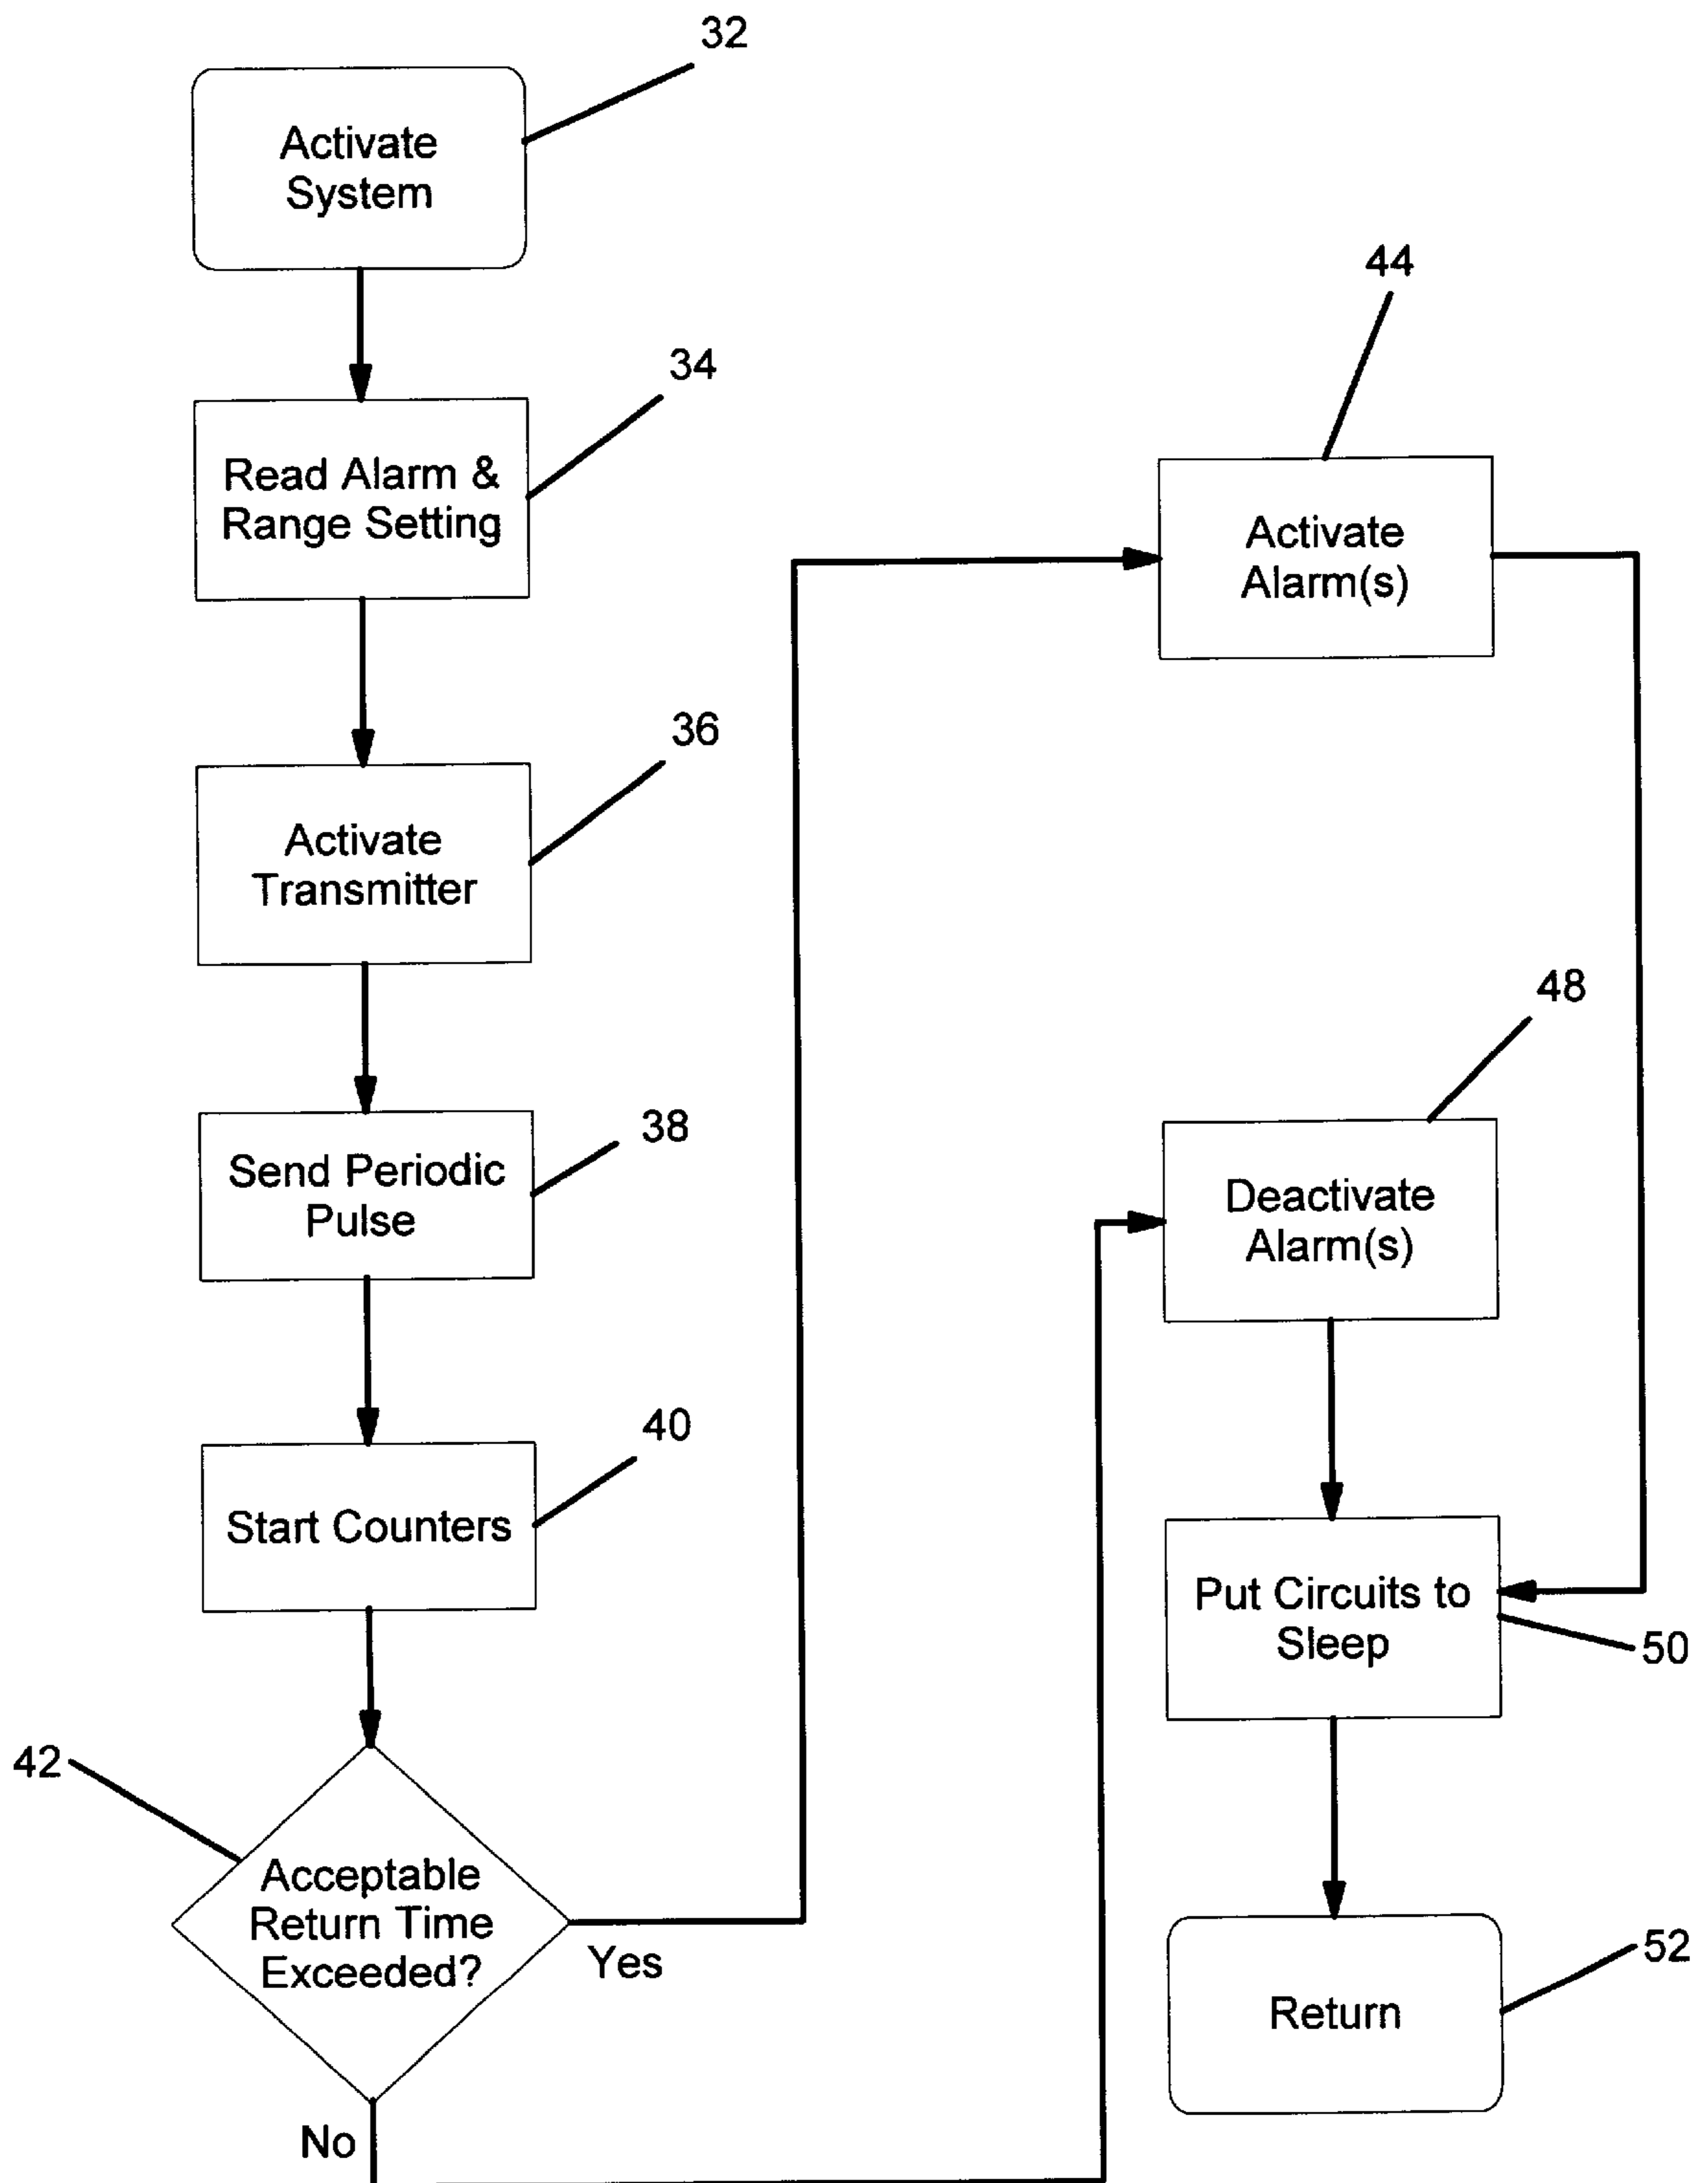 32
Activate
System
34
Read Alarm &
Range Setting
36
Activate
Transmitter
38
Send Periodic
Pulse
40
Start Counters
42
Acceptable
Return Time
Exceeded?
Yes
No
44
Activate
Alarm(s)
48
Deactivate
Alarm(s)
Put Circuits to
Sleep
50
52
Return